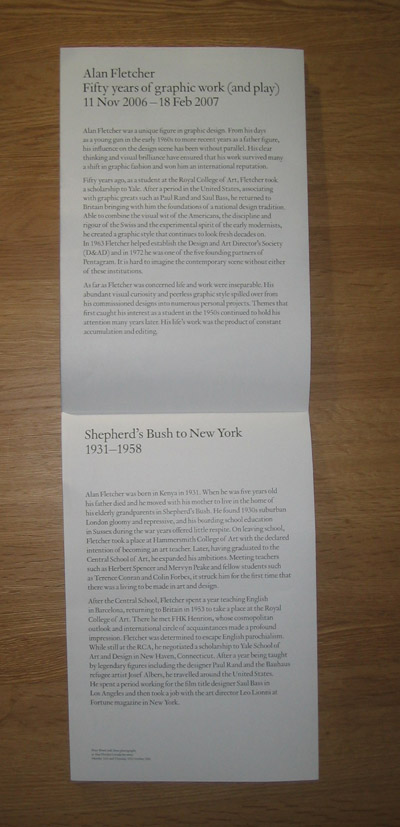 Alan Fletcher
Fifty years of graphic work (and play)
11 Nov 2006 – 18 Feb 2007
Alan Fletcher was a unique figure in graphic design. From his days
as a young gun in the early 1960s to more recent years as a father figure,
his influence on the design scene has been without parallel. His clear
thinking and visual brilliance have ensured that his work survived many
a shift in graphic fashion and won him an international reputation.
Fifty years ago, as a student at the Royal College of Art, Fletcher took
a scholarship to Yale. After a period in the United States, associating
with graphic greats such as Paul Rand and Saul Bass, he returned to
Britain bringing with him the foundations of a national design tradition.
Able to combine the visual wit of the Americans, the discipline and
rigour of the Swiss and the experimental spirit of the early modernists,
he created a graphic style that continues to look fresh decades on.
In 1963 Fletcher helped establish the Design and Art Director's Society
(D&AD) and in 1972 he was one of the five founding partners of
Pentagram. It is hard to imagine the contemporary scene without either
of these institutions.
As far as Fletcher was concerned life and work were inseparable. His
abundant visual curiosity and peerless graphic style spilled over from
his commissioned designs into numerous personal projects. Themes that
first caught his interest as a student in the 1950s continued to hold his
attention many years later. His life's work was the product of constant
accumulation and editing.
Shepherd's Bush to New York
1931–1958
Alan Fletcher was born in Kenya in 1931. When he was five years old
his father died and he moved with his mother to live in the home of
his elderly grandparents in Shepherd's Bush. He found 1930s suburban
London gloomy and repressive, and his boarding school education
in Sussex during the war years offered little respite. On leaving school,
Fletcher took a place at Hammersmith College of Art with the declared
intention of becoming an art teacher. Later, having graduated to the
Central School of Art, he expanded his ambitions. Meeting teachers
such as Herbert Spencer and Mervyn Peake and fellow students such
as Terence Conran and Colin Forbes, it struck him for the first time that
there was a living to be made in art and design.
After the Central School, Fletcher spent a year teaching English
in Barcelona, returning to Britain in 1953 to take a place at the Royal
College of Art. There he met FHK Henrion, whose cosmopolitan
outlook and international circle of acquaintances made a profound
impression. Fletcher was determined to escape English parochialism.
While still at the RCA, he negotiated a scholarship to Yale School of
Art and Design in New Haven, Connecticut. After a year being taught
by legendary figures including the designer Paul Rand and the Bauhaus
refugee artist Josef Albers, he travelled around the United States.
He spent a period working for the film title designer Saul Bass in
Los Angeles and then took a job with the art director Leo Lionni at
Fortune magazine in New York.